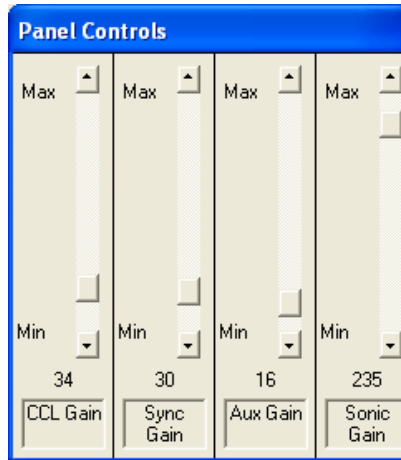 Panel Controls
Max Max Max Max
Min Min Min Min
34 30 16 235
CCL Gain Sync Gain Aux Gain Sonic Gain